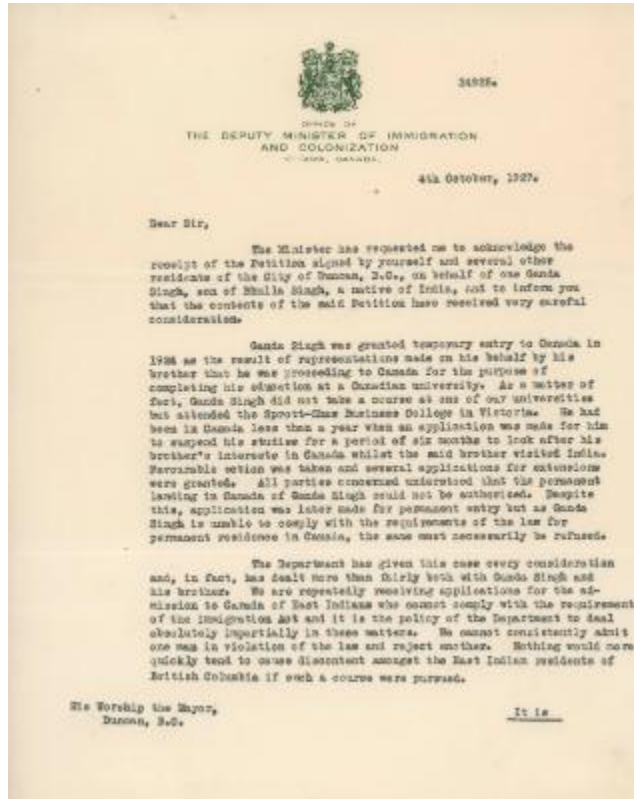 34925.
OFFICE OF
THE DEPUTY MINISTER OF IMMIGRATION
AND COLONIZATION
OTTAWA, CANADA.
4th October, 1927.
Dear Sir,
The Minister has requested me to acknowledge the
receipt of the Petition signed by yourself and several other
residents of the City of Duncan, B.C., on behalf of one Ganda
Singh, son of Bhulla Singh, a native of India, and to inform you
that the contents of the said Petition have received very careful
consideration.
Ganda Singh was granted temporary entry to Canada in
1924 as the result of representations made on his behalf by his
brother that he was proceeding to Canada for the purpose of
completing his education at a Canadian university. As a matter of
fact, Ganda Singh did not take a course at one of our universities
but attended the Sprott-Shaw Business College in Victoria. He had
been in Canada less than a year when an application was made for him
to suspend his studies for a period of six months to look after his
brother's interests in Canada whilst the said brother visited India.
Favourable action was taken and several applications for extensions
were granted. All parties concerned understood that the permanent
landing in Canada of Ganda Singh could not be authorized. Despite
this, application was later made for permanent entry but as Ganda
Singh is unable to comply with the requirements of the law for
permanent residence in Canada, the same must necessarily be refused.
The Department has given this case every consideration
and, in fact, has dealt more than fairly both with Ganda Singh and
his brother. We are repeatedly receiving applications for the ad-
mission to Canada of East Indians who cannot comply with the requirement
of the Immigration Act and it is the policy of the Department to deal
absolutely impartially in these matters. We cannot consistently admit
one man in violation of the law and reject another. Nothing would more
quickly tend to cause discontent amongst the East Indian residents of
British Columbia if such a course were pursued.
His Worship the Mayor,
Duncan, B.C.
It is